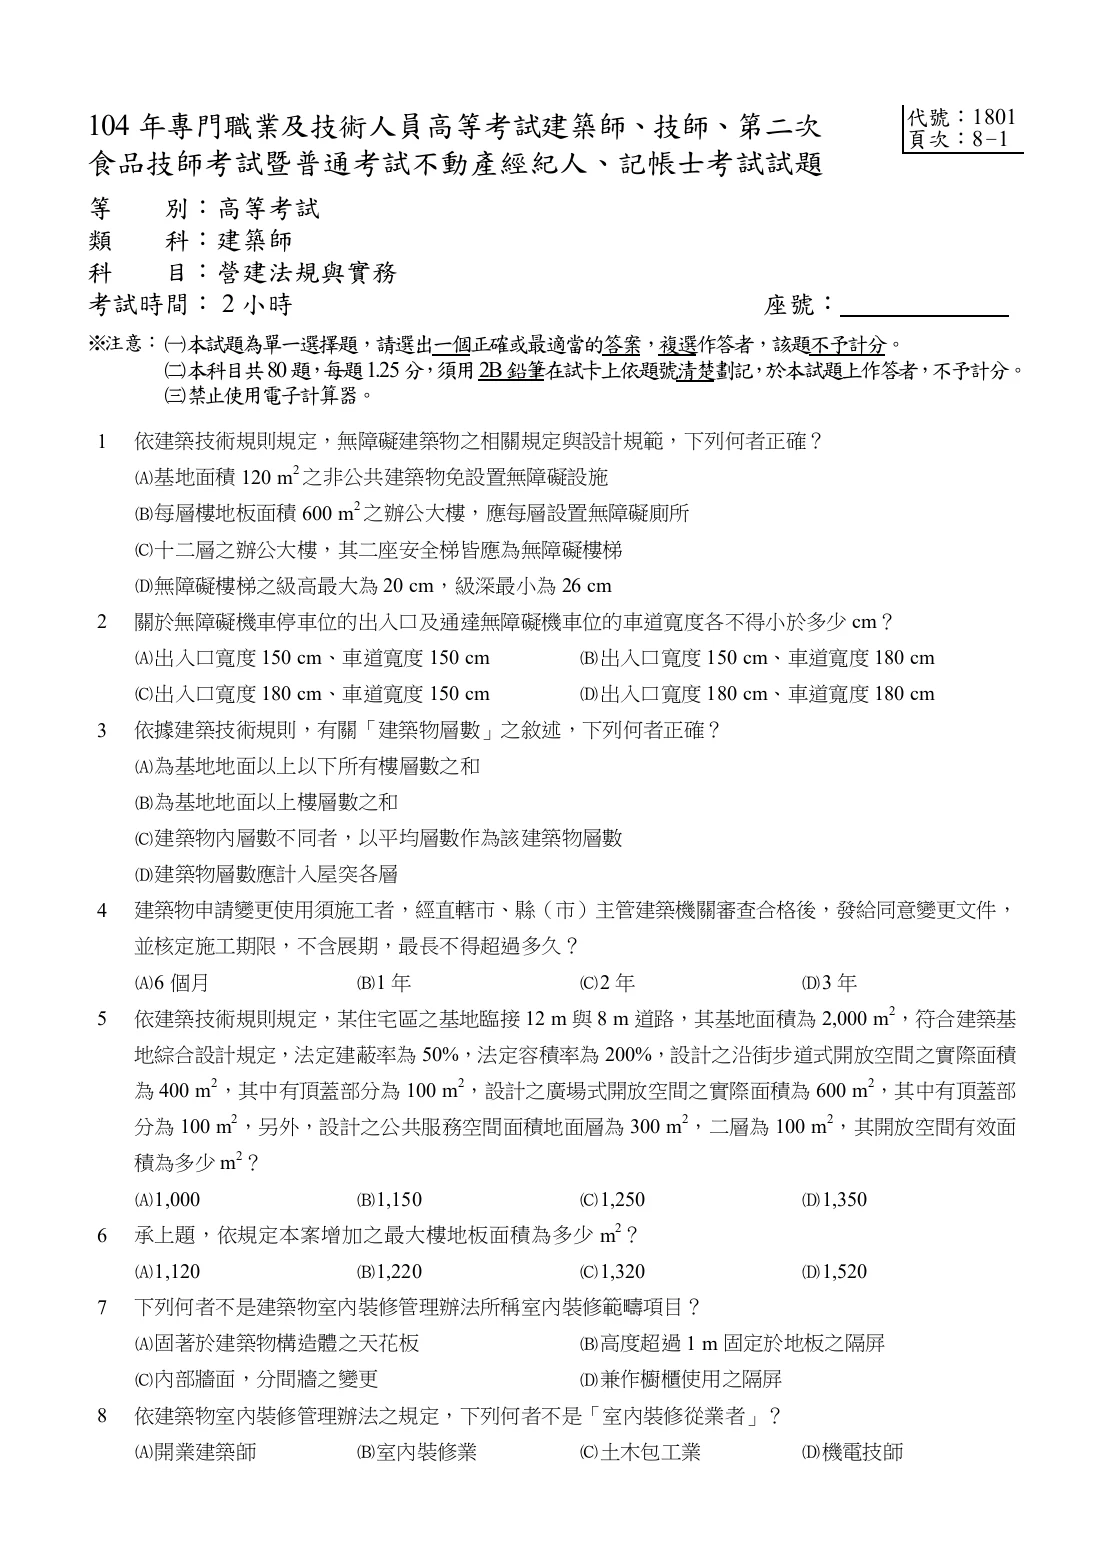 104 年專門職業及技術人員高等考試建築師、技師、第二次
食品技師考試暨普通考試不動產經紀人、記帳士考試試題
代號：1801
頁次：8－1
等 別：高等考試
類 科：建築師
科 目：營建法規與實務
考試時間： 2 小時 座號：
※注意：㈠本試題為單一選擇題，請選出一個正確或最適當的答案，複選作答者，該題不予計分。
㈡本科目共 80 題，每題 1.25 分，須用 2B 鉛筆在試卡上依題號清楚劃記，於本試題上作答者，不予計分。
㈢禁止使用電子計算器。
1 依建築技術規則規定，無障礙建築物之相關規定與設計規範，下列何者正確？
(A)基地面積 120 m²之非公共建築物免設置無障礙設施
(B)每層樓地板面積 600 m²之辦公大樓，應每層設置無障礙廁所
(C)十二層之辦公大樓，其二座安全梯皆應為無障礙樓梯
(D)無障礙樓梯之級高最大為 20 cm，級深最小為 26 cm
2 關於無障礙機車停車位的出入口及通達無障礙機車位的車道寬度各不得小於多少 cm？
(A)出入口寬度 150 cm、車道寬度 150 cm (B)出入口寬度 150 cm、車道寬度 180 cm
(C)出入口寬度 180 cm、車道寬度 150 cm (D)出入口寬度 180 cm、車道寬度 180 cm
3 依據建築技術規則，有關「建築物層數」之敘述，下列何者正確？
(A)為基地地面以上以下所有樓層數之和
(B)為基地地面以上樓層數之和
(C)建築物內層數不同者，以平均層數作為該建築物層數
(D)建築物層數應計入屋突各層
4 建築物申請變更使用須施工者，經直轄市、縣（市）主管建築機關審查合格後，發給同意變更文件，
並核定施工期限，不含展期，最長不得超過多久？
(A)6 個月 (B)1 年 (C)2 年 (D)3 年
5 依建築技術規則規定，某住宅區之基地臨接 12 m 與 8 m 道路，其基地面積為 2,000 m²，符合建築基
地綜合設計規定，法定建蔽率為 50%，法定容積率為 200%，設計之沿街步道式開放空間之實際面積
為 400 m²，其中有頂蓋部分為 100 m²，設計之廣場式開放空間之實際面積為 600 m²，其中有頂蓋部
分為 100 m²，另外，設計之公共服務空間面積地面層為 300 m²，二層為 100 m²，其開放空間有效面
積為多少 m²？
(A)1,000 (B)1,150 (C)1,250 (D)1,350
6 承上題，依規定本案增加之最大樓地板面積為多少 m²？
(A)1,120 (B)1,220 (C)1,320 (D)1,520
7 下列何者不是建築物室內裝修管理辦法所稱室內裝修範疇項目？
(A)固著於建築物構造體之天花板 (B)高度超過 1 m 固定於地板之隔屏
(C)內部牆面，分間牆之變更 (D)兼作櫥櫃使用之隔屏
8 依建築物室內裝修管理辦法之規定，下列何者不是「室內裝修從業者」？
(A)開業建築師 (B)室內裝修業 (C)土木包工業 (D)機電技師